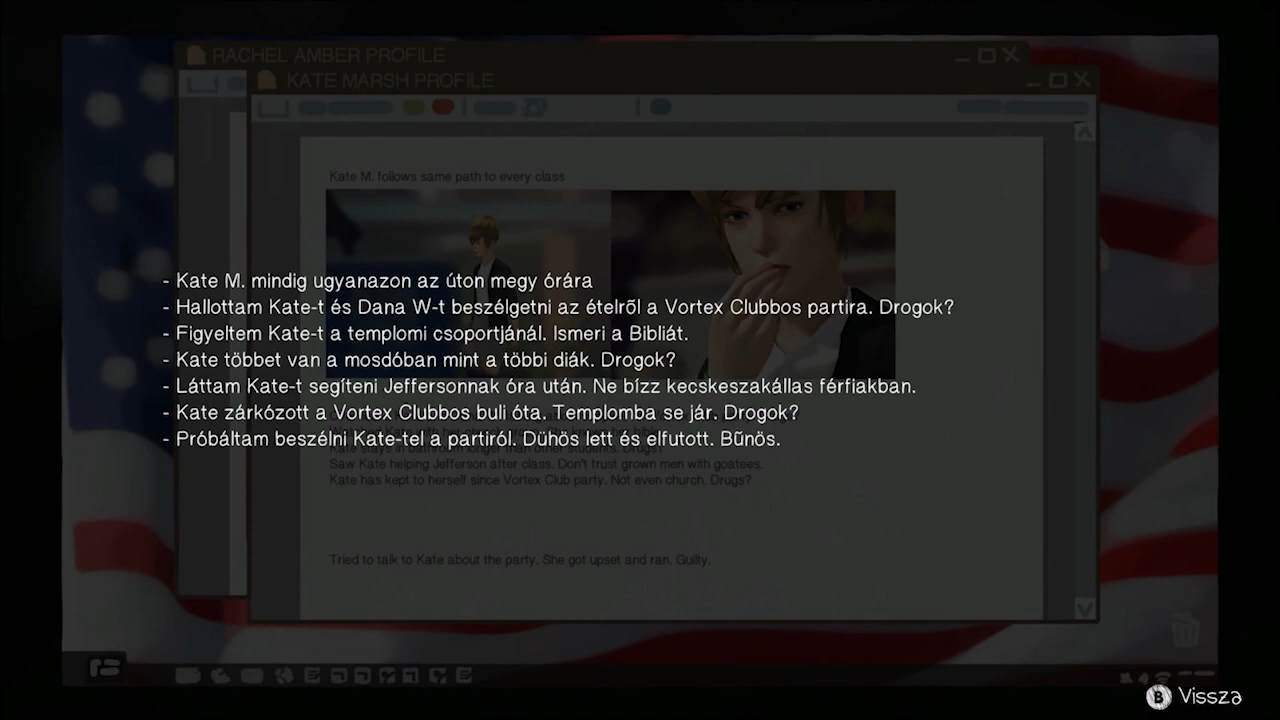 RACHEL AMBER PROFILE
KATE MARSH PROFILE
Kate M. follows same path to every class
- Kate M. mindig ugyanazon az úton megy órára
- Hallottam Kate-t és Dana W-t beszélgetni az ételrõl a Vortex Clubbos partira. Drogok?
- Figyeltem Kate-t a templomi csoportjánál. Ismeri a Bibliát.
- Kate többet van a mosdóban mint a többi diák. Drogok?
- Láttam Kate-t segíteni Jeffersonnak óra után. Ne bízz kecskeszakállas férfiakban.
- Kate zárkózott a Vortex Clubbos buli óta. Templomba se jár. Drogok?
- Próbáltam beszélni Kate-tel a partiról. Dühös lett és elfutott. Bũnös.
Kate stays in bathroom longer than other students. Drugs?
Saw Kate helping Jefferson after class. Don't trust grown men with goatees.
Kate has kept to herself since Vortex Club party. Not even church. Drugs?
Tried to talk to Kate about the party. She got upset and ran. Guilty.
B Vissza